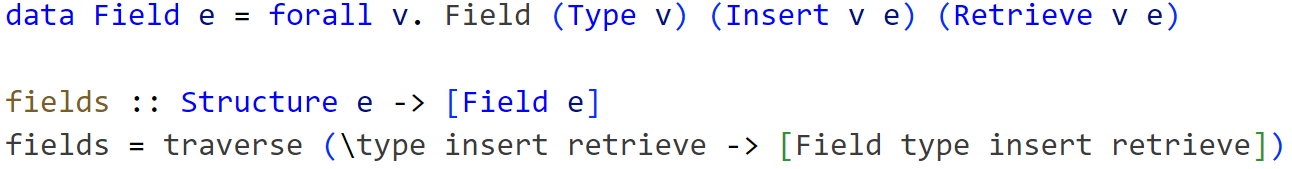 data Field e = forall v. Field (Type v) (Insert v e) (Retrieve v e)
fields :: Structure e -> [Field e]
fields = traverse (\type insert retrieve -> [Field type insert retrieve])